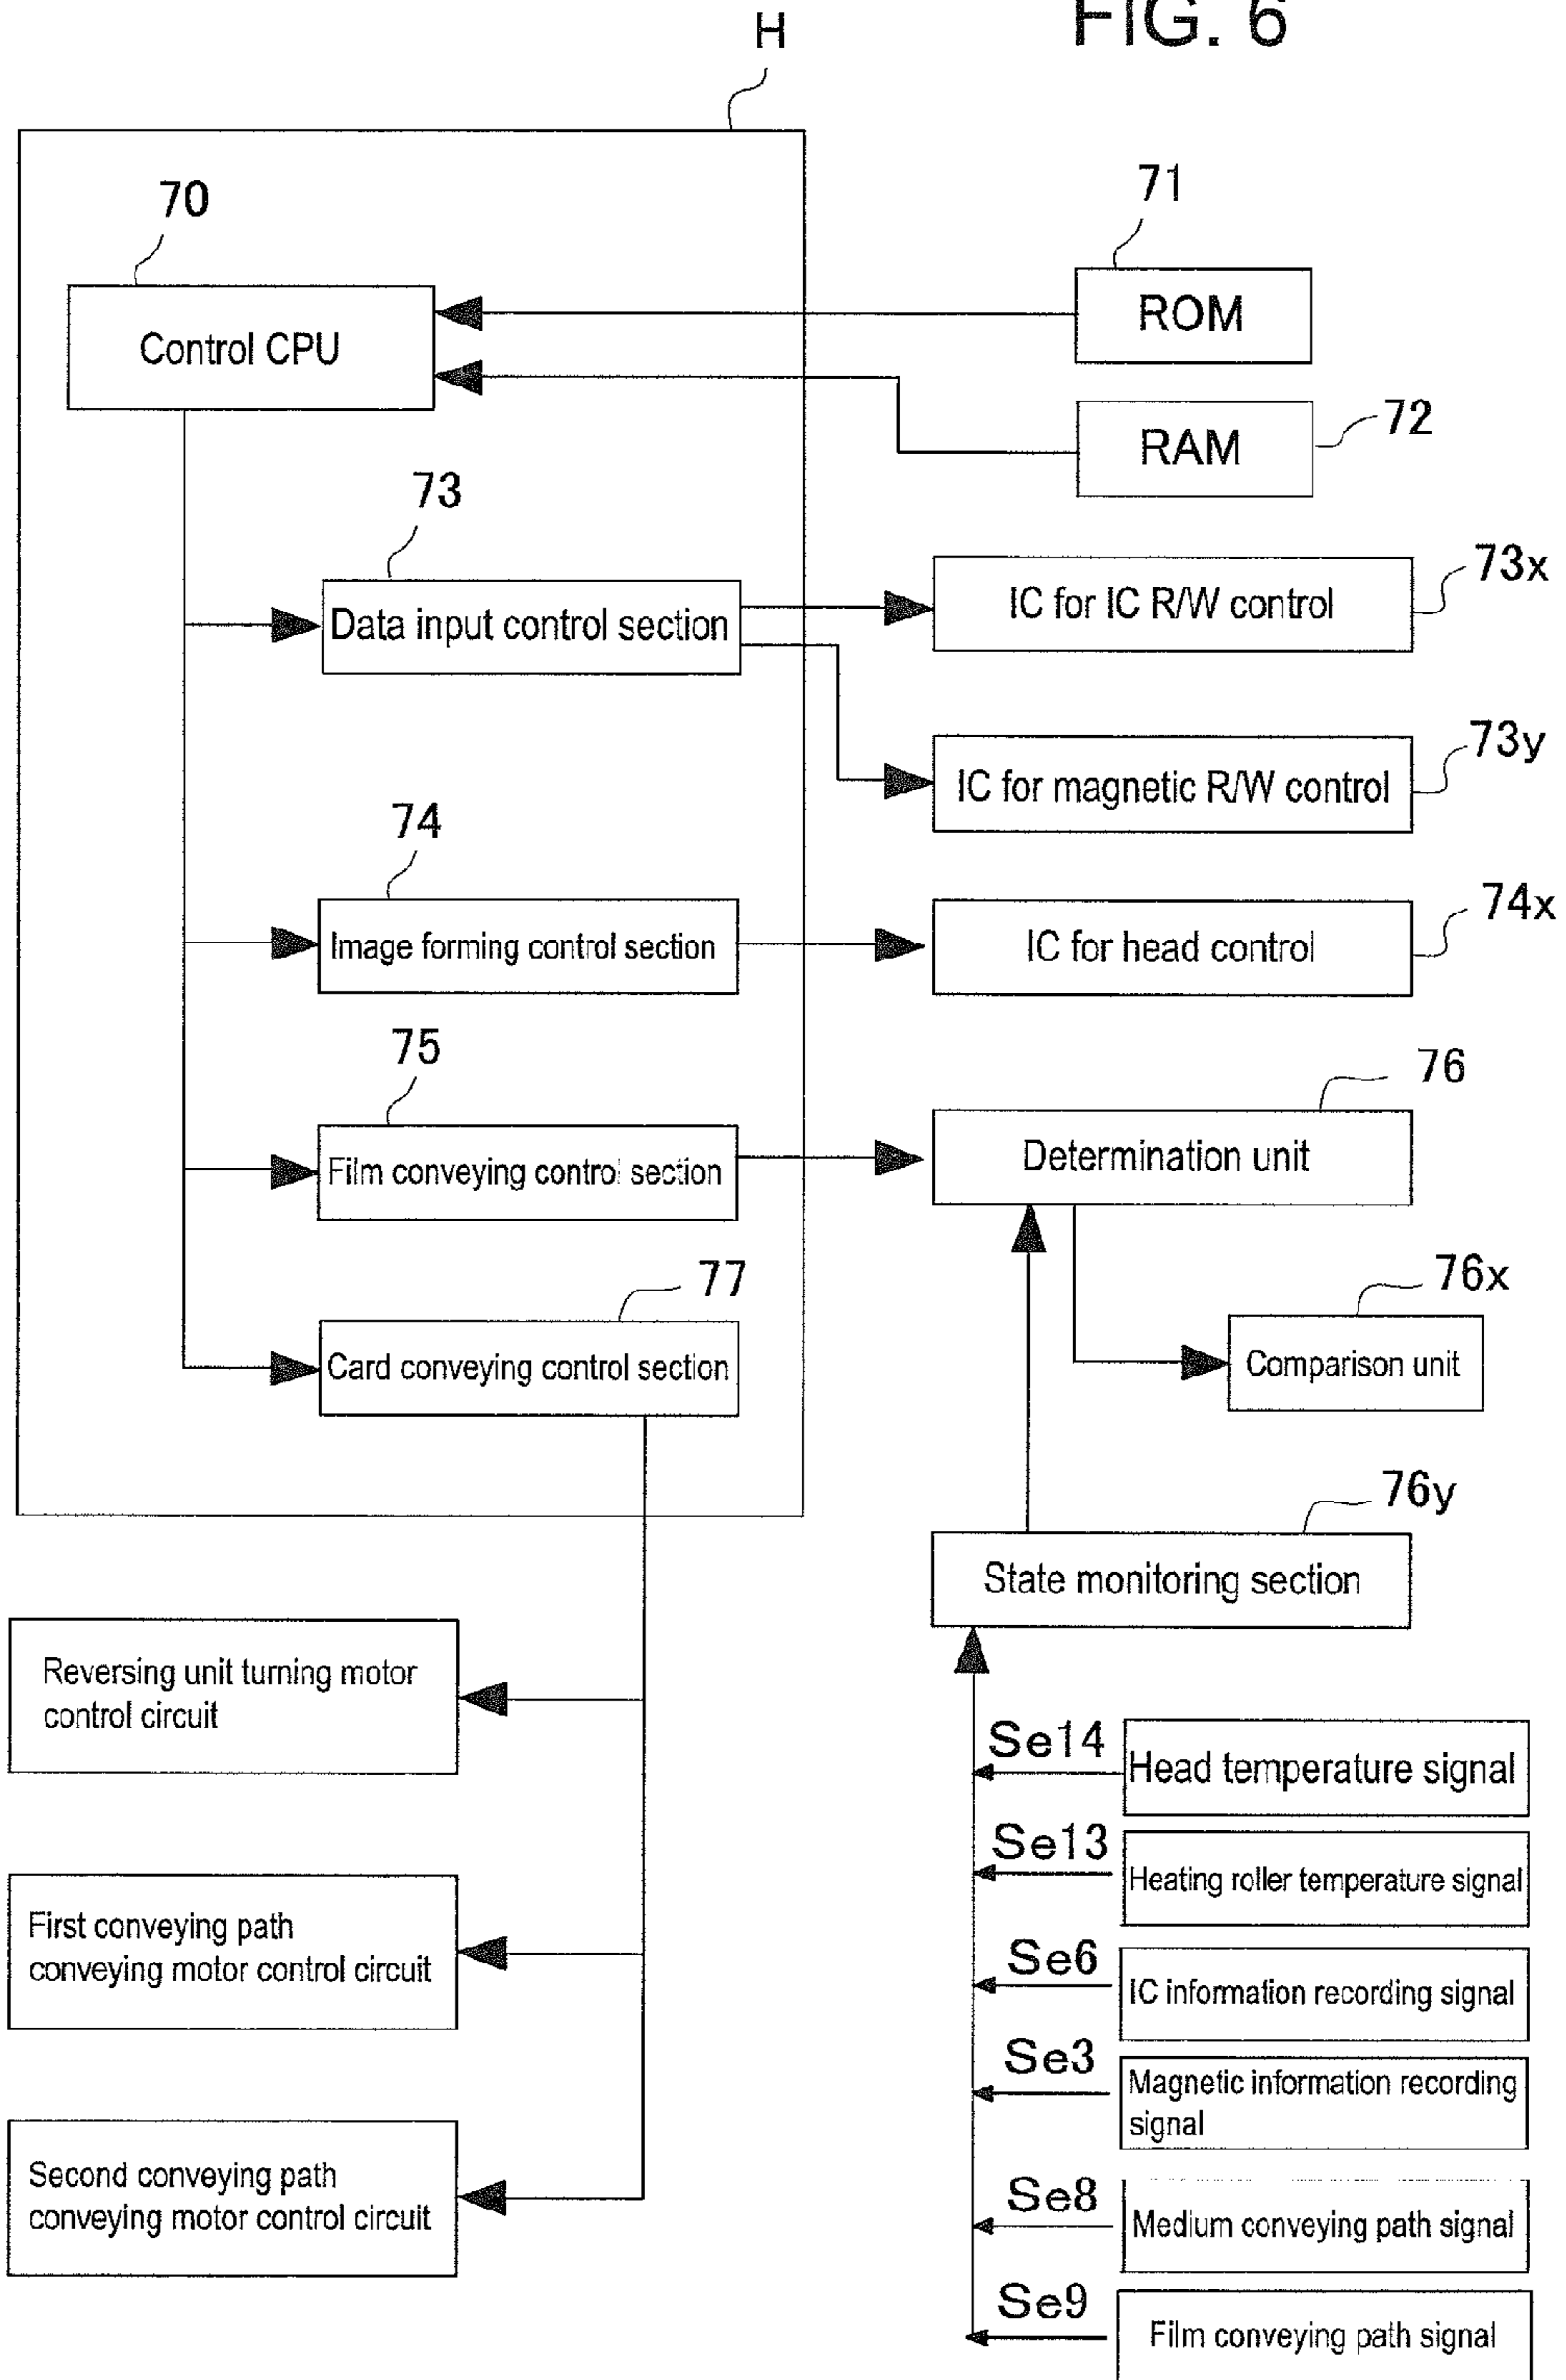 FIG. 6
H
70
Control CPU
71
ROM
72
RAM
73
Data input control section
73x
IC for IC R/W control
73y
IC for magnetic R/W control
74
Image forming control section
74x
IC for head control
75
Film conveying control section
76
Determination unit
76x
Comparison unit
77
Card conveying control section
76y
State monitoring section
Reversing unit turning motor
control circuit
First conveying path
conveying motor control circuit
Second conveying path
conveying motor control circuit
Se14
Head temperature signal
Se13
Heating roller temperature signal
Se6
IC information recording signal
Se3
Magnetic information recording
signal
Se8
Medium conveying path signal
Se9
Film conveying path signal